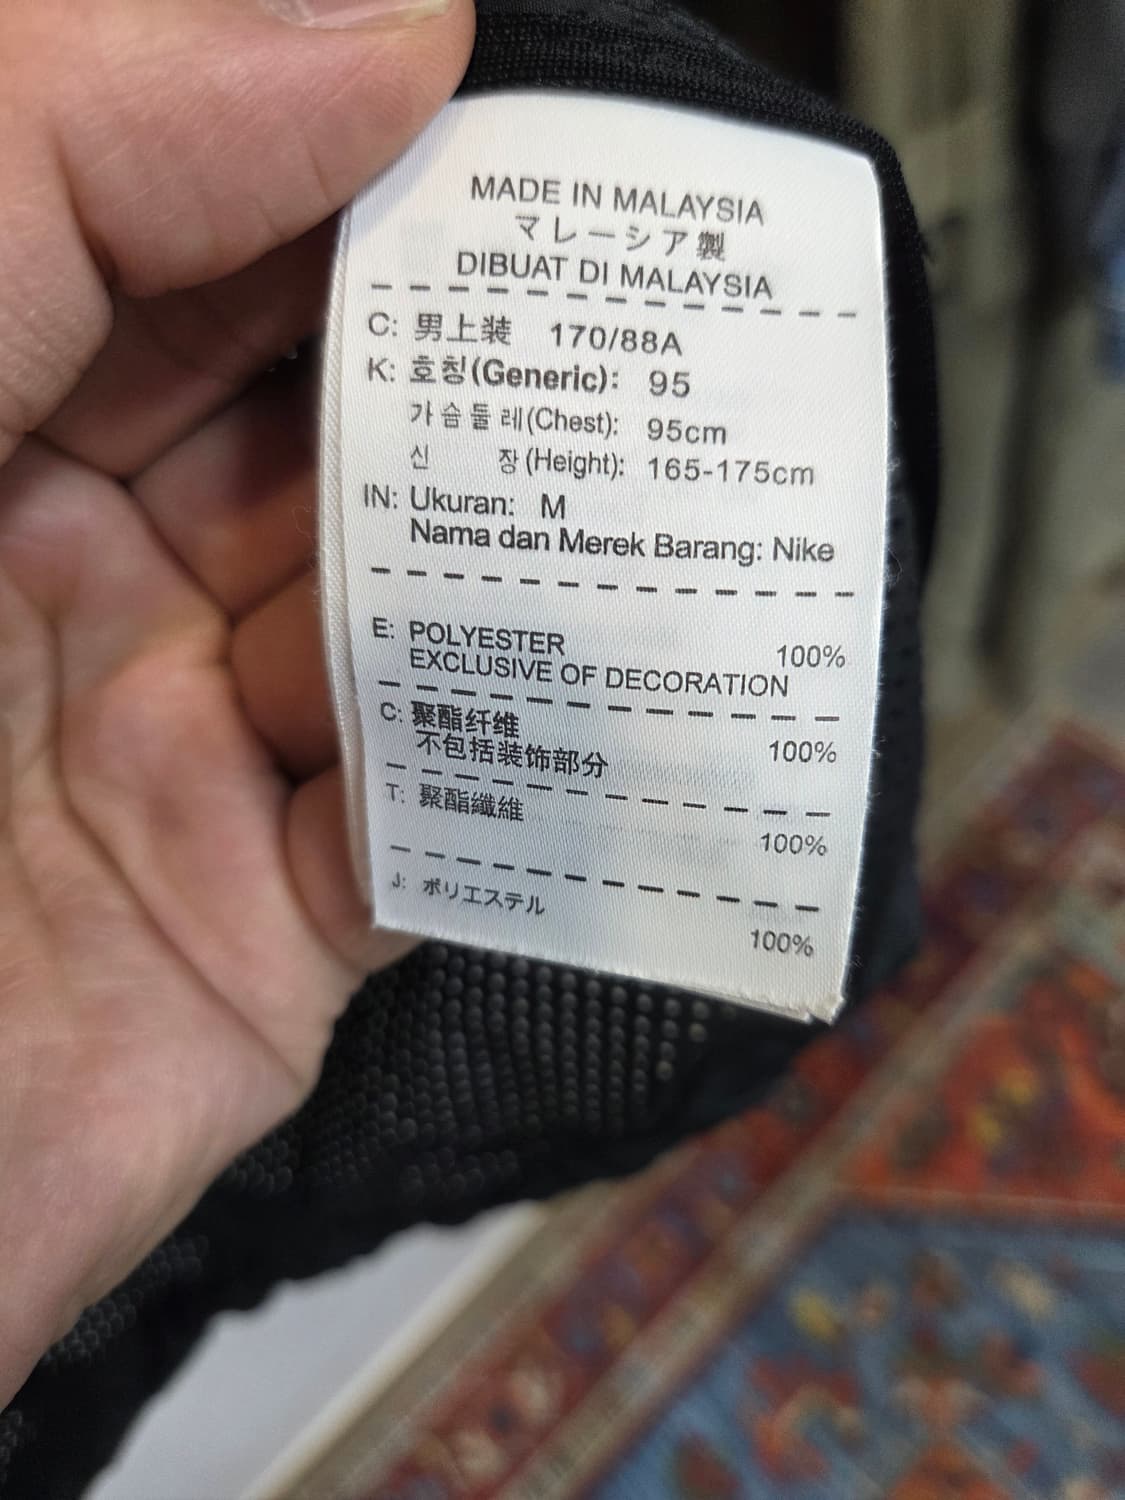 MADE IN MALAYSIA
マレーシア製
DIBUAT DI MALAYSIA
C: 男上装 170/88A
K: 호칭(Generic): 95
가슴둘레(Chest): 95cm
신 장(Height): 165-175cm
IN: Ukuran: M
Nama dan Merek Barang: Nike
E: POLYESTER 100%
EXCLUSIVE OF DECORATION
C: 聚酯纤维 100%
不包括装饰部分
T: 聚酯纖維 100%
J: ポリエステル 100%